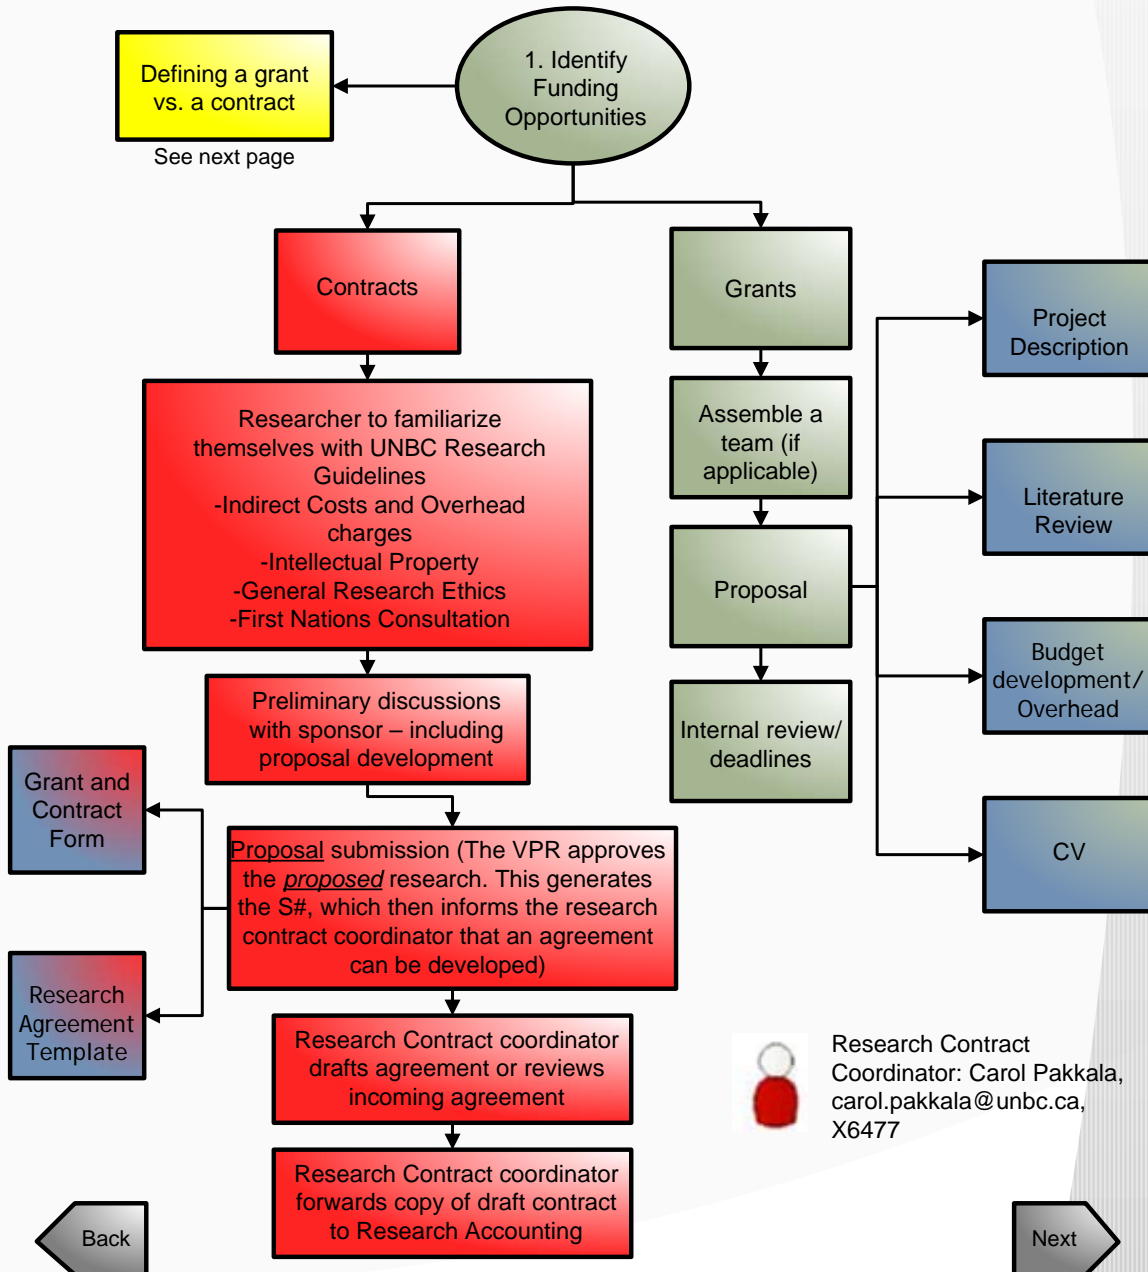 Defining a grant
vs. a contract
See next page
1. Identify
Funding
Opportunities
Contracts
Researcher to familiarize
themselves with UNBC Research
Guidelines
-Indirect Costs and Overhead
charges
-Intellectual Property
-General Research Ethics
-First Nations Consultation
Preliminary discussions
with sponsor – including
proposal development
Grant and
Contract
Form
Research
Agreement
Template
Proposal submission (The VPR approves
the proposed research. This generates
the S#, which then informs the research
contract coordinator that an agreement
can be developed)
Research Contract coordinator
drafts agreement or reviews
incoming agreement
Research Contract coordinator
forwards copy of draft contract
to Research Accounting
Grants
Assemble a
team (if
applicable)
Proposal
Internal review/
deadlines
Project
Description
Literature
Review
Budget
development/
Overhead
CV
Research Contract
Coordinator: Carol Pakkala,
carol.pakkala@unbc.ca,
X6477
Back
Next